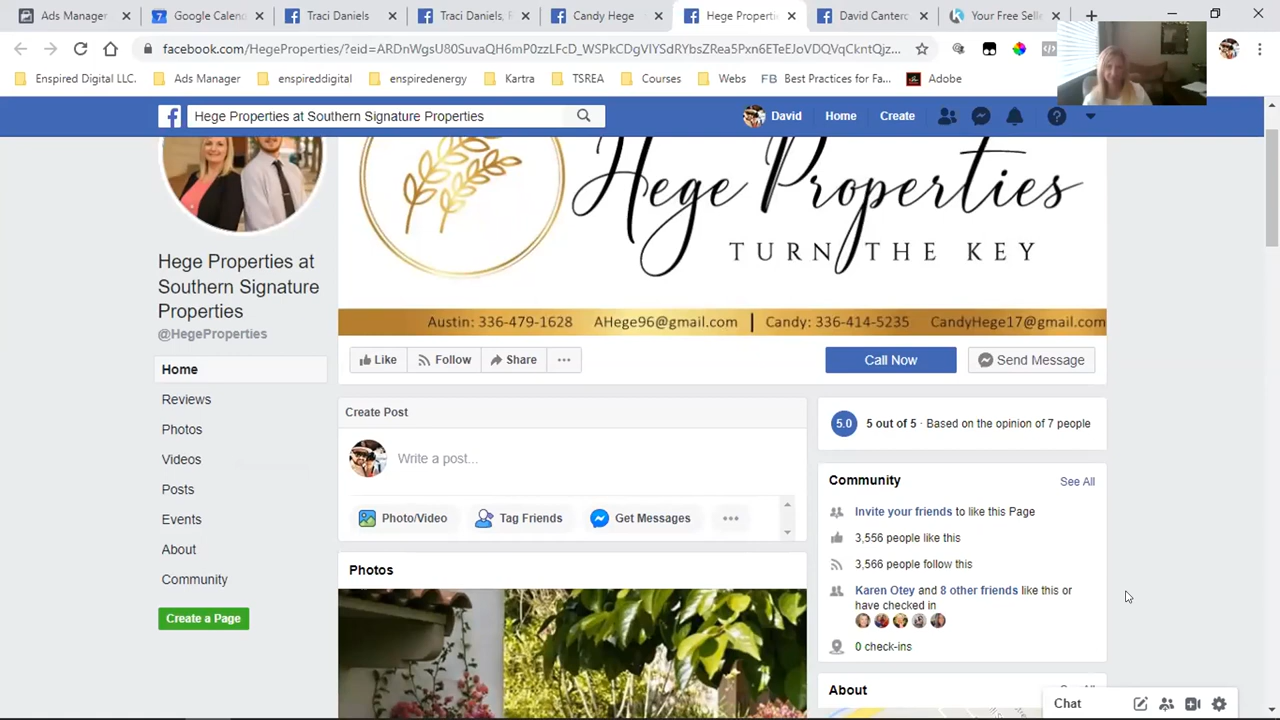 Ads Manager
Google Calen
Traci Daniels
Traci Daniels, F
Candy Hege
Hege Properti
David Canterc
Your Free Selle
facebook.com/HegeProperties/?eid=
Enspired Digital LLC.
Ads Manager
enspireddigital
inspiredenergy
Kartra
TSREA
Courses
Webs
FB Best Practices for Fa...
Adobe
Hege Properties at Southern Signature Properties
David
Home
Create
Hege Properties
TURN THE KEY
Austin: 336-479-1628 AHege96@gmail.com | Candy: 336-414-5235 CandyHege17@gmail.com
Hege Properties at
Southern Signature
Properties
@HegeProperties
Like
Follow
Share
Call Now
Send Message
Home
Reviews
Photos
Videos
Posts
Events
About
Community
Create a Page
Create Post
Write a post...
Photo/Video
Tag Friends
Get Messages
Photos
5.0
5 out of 5 · Based on the opinion of 7 people
Community
See All
Invite your friends to like this Page
3,556 people like this
3,566 people follow this
Karen Otey and 8 other friends like this or
have checked in
0 check-ins
About
Chat